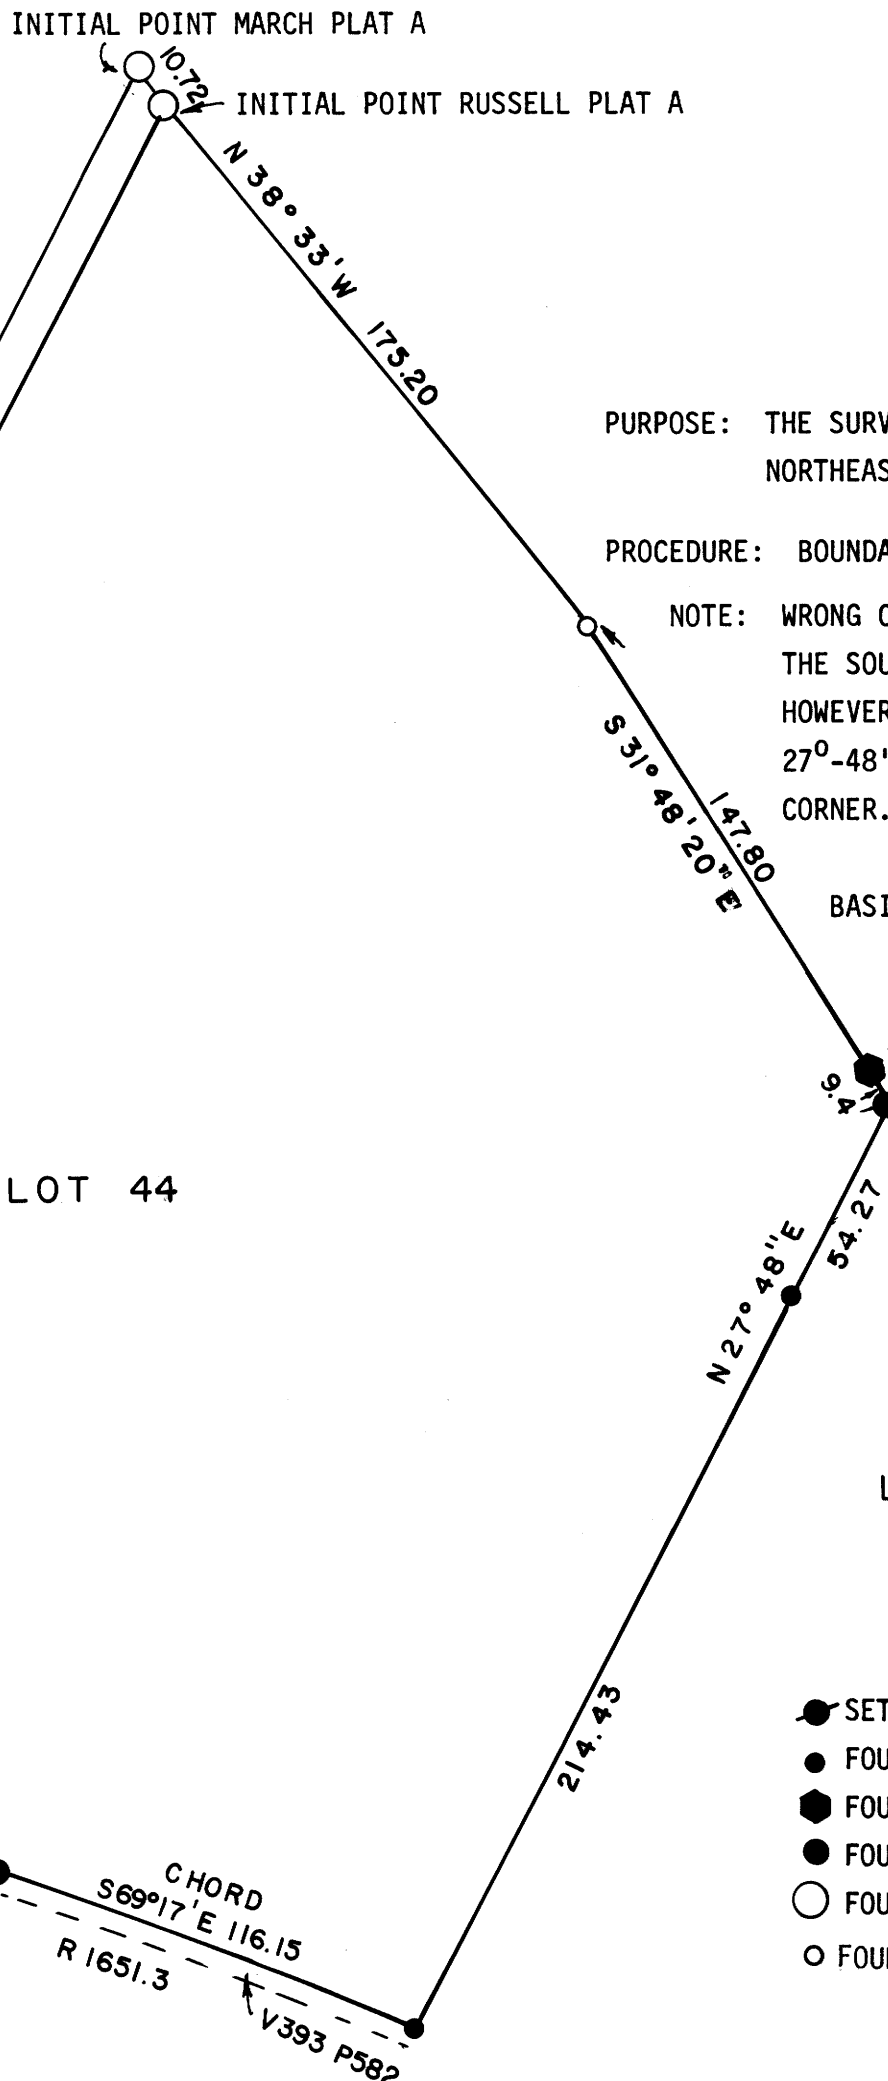 INITIAL POINT MARCH PLAT A
10.72
INITIAL POINT RUSSELL PLAT A
N 38° 33' W 175.20
PURPOSE: THE SURV
NORTHEAS
PROCEDURE: BOUNDA
NOTE: WRONG C
THE SOU
HOWEVER
27⁰-48'
CORNER.
S 31° 48' 20" E
147.80
BASI
9.4
LOT 44
54.27
N 27° 48" E
L
214.43
SET
FOU
FOU
FOU
FOU
FOU
CHORD
S69°17'E 116.15
R 1651.3
V393 P582